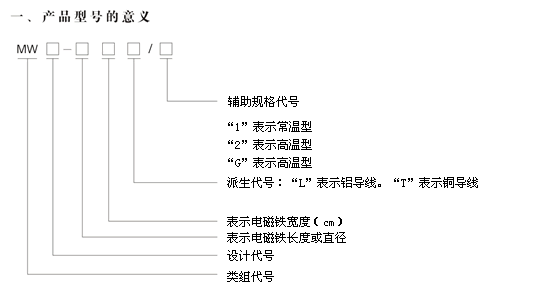 一、产品型号的意义
MW □-□ □ □ / □
辅助规格代号
“1”表示常温型
“2”表示高温型
“G”表示高温型
派生代号：“L”表示铝导线。“T”表示铜导线
表示电磁铁宽度(cm)
表示电磁铁长度或直径
设计代号
类组代号